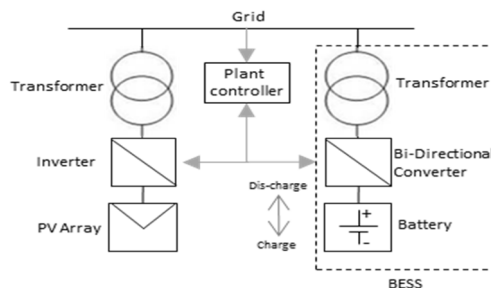 Grid
Transformer
Plant
controller
Transformer
Inverter
Bi-Directional
Converter
Dis-charge
PV Array
+
Battery
-
Charge
BESS